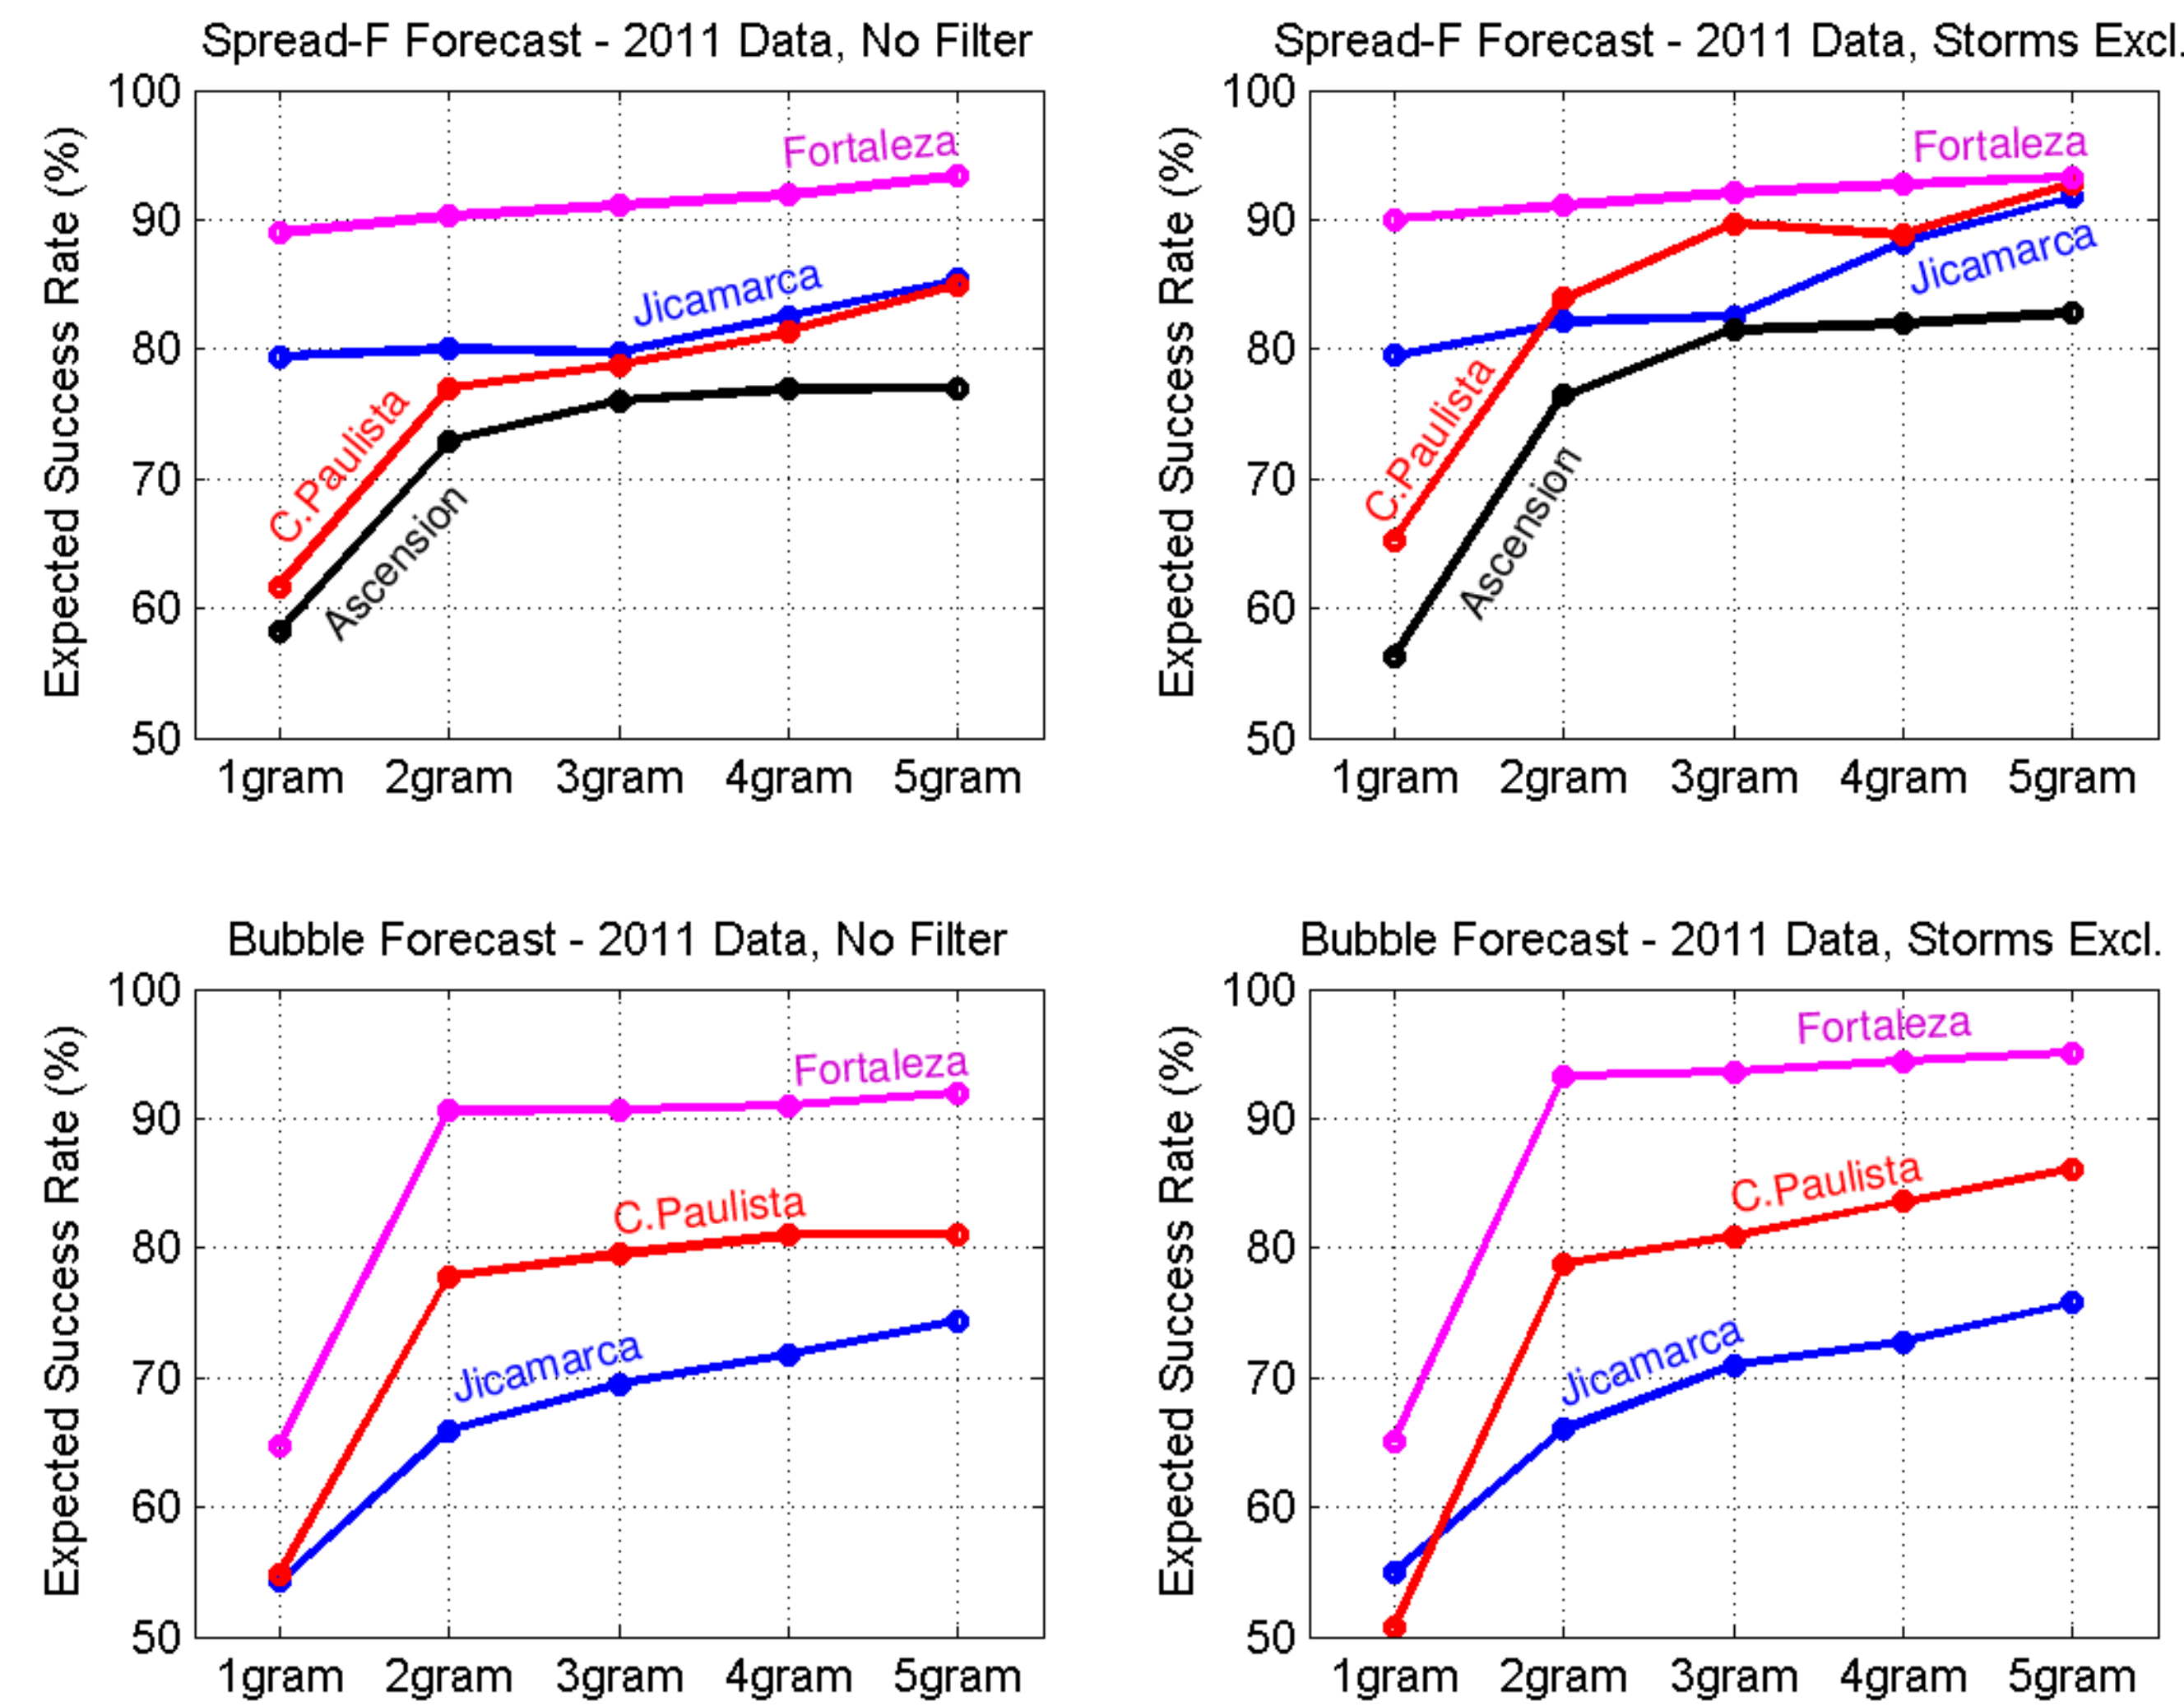 Spread-F Forecast - 2011 Data, No Filter
Expected Success Rate (%)
100
90
80
70
60
50
Fortaleza
Jicamarca
C.Paulista
Ascension
1gram 2gram 3gram 4gram 5gram
Spread-F Forecast - 2011 Data, Storms Excl.
Expected Success Rate (%)
100
90
80
70
60
50
Fortaleza
Jicamarca
C.Paulista
Ascension
1gram 2gram 3gram 4gram 5gram
Bubble Forecast - 2011 Data, No Filter
Expected Success Rate (%)
100
90
80
70
60
50
Fortaleza
C.Paulista
Jicamarca
1gram 2gram 3gram 4gram 5gram
Bubble Forecast - 2011 Data, Storms Excl.
Expected Success Rate (%)
100
90
80
70
60
50
Fortaleza
C.Paulista
Jicamarca
1gram 2gram 3gram 4gram 5gram